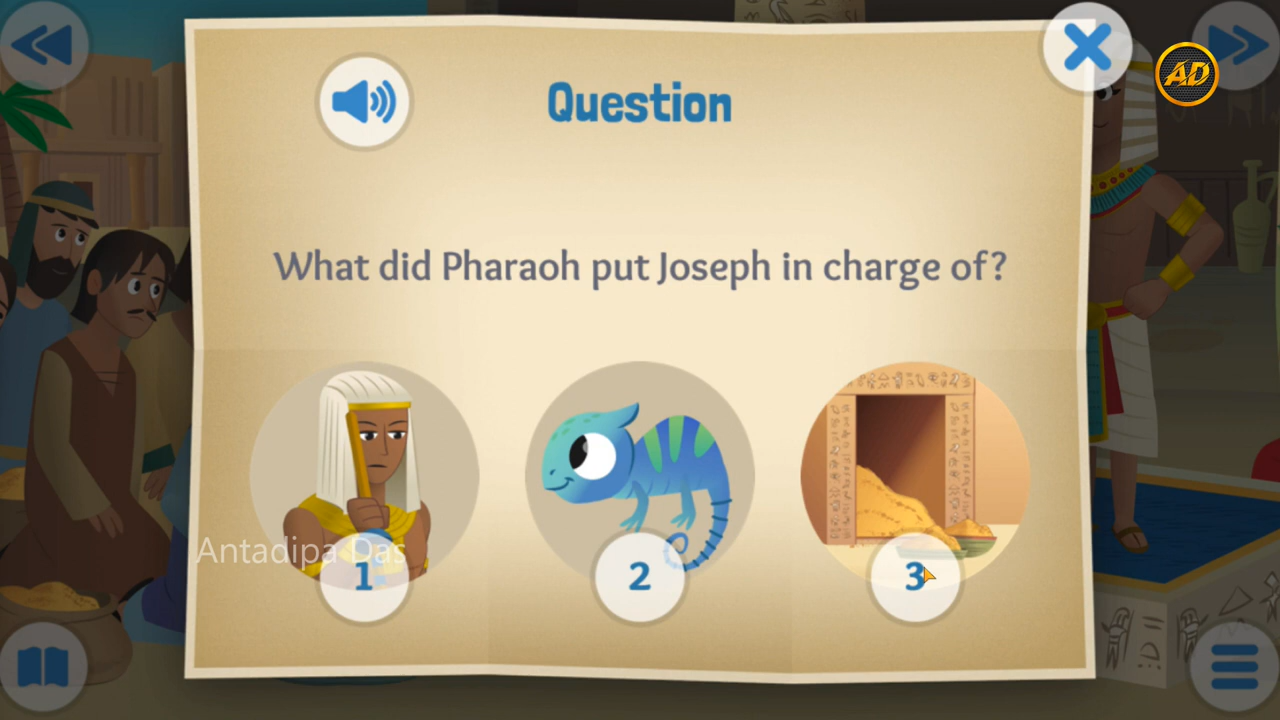 AD
Question
What did Pharaoh put Joseph in charge of?
Antadipa Das
1
2
3